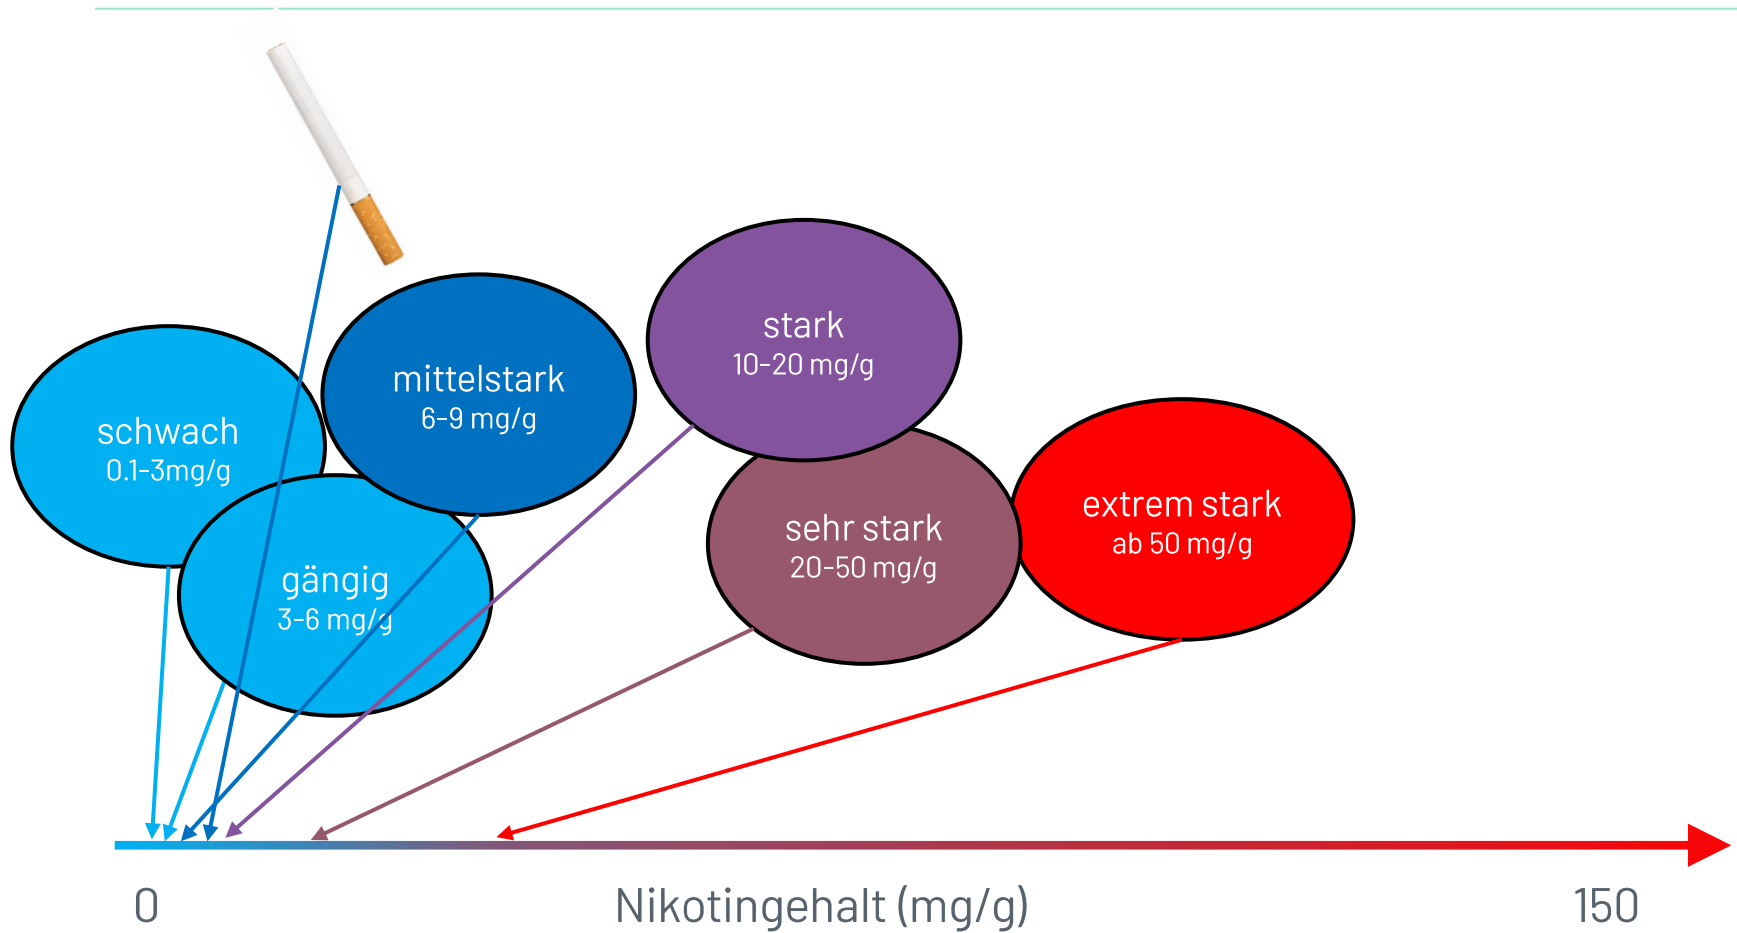 schwach
0.1-3mg/g
gängig
3-6 mg/g
mittelstark
6-9 mg/g
stark
10-20 mg/g
sehr stark
20-50 mg/g
extrem stark
ab 50 mg/g
0
Nikotingehalt (mg/g)
150